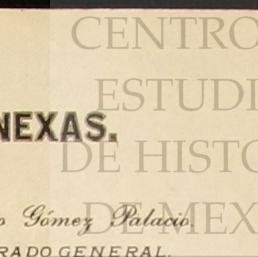 CENTRO
ESTUDI
NEXAS.
DE HISTO
o Gómez Palacio.
DE MEX
RADO GENERAL.